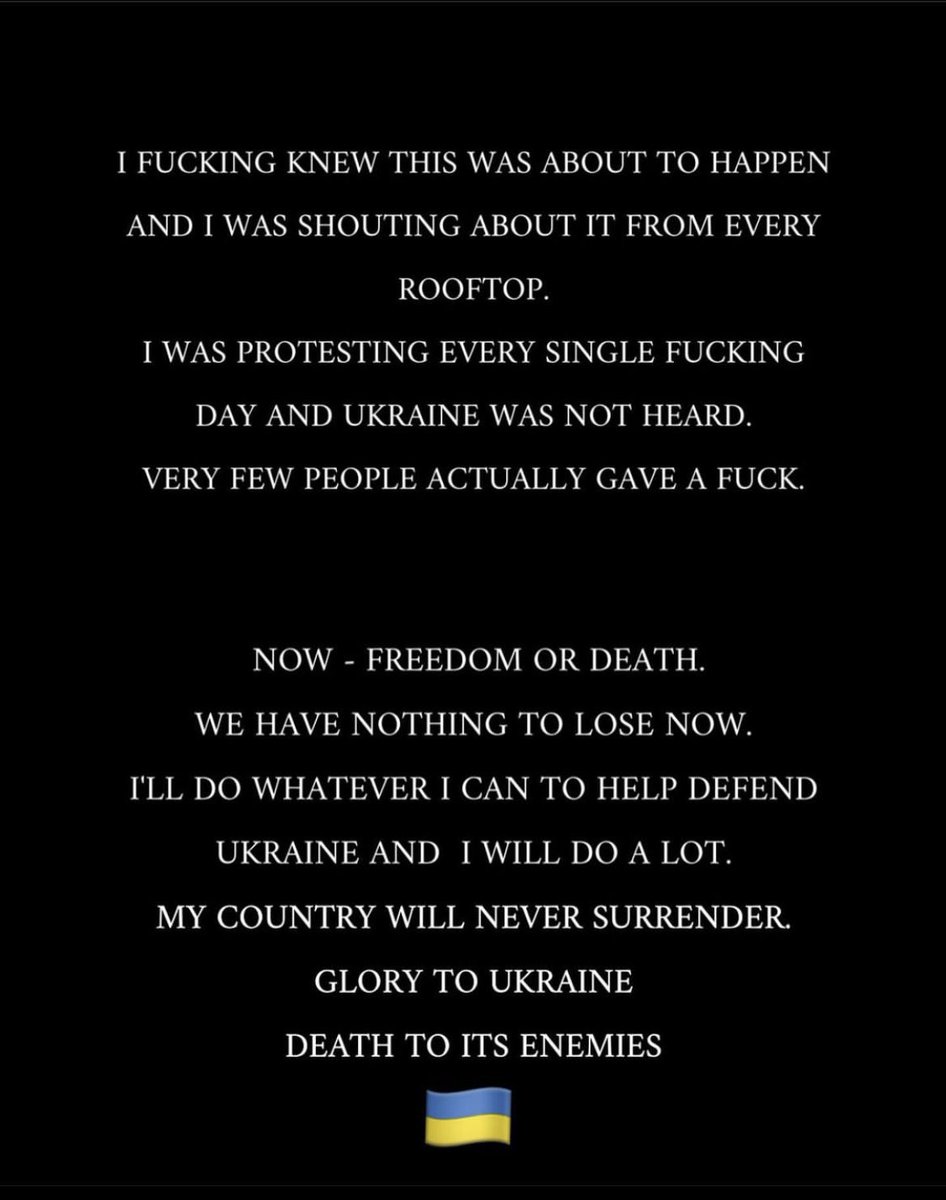 I FUCKING KNEW THIS WAS ABOUT TO HAPPEN
AND I WAS SHOUTING ABOUT IT FROM EVERY
ROOFTOP.
I WAS PROTESTING EVERY SINGLE FUCKING
DAY AND UKRAINE WAS NOT HEARD.
VERY FEW PEOPLE ACTUALLY GAVE A FUCK.
NOW - FREEDOM OR DEATH.
WE HAVE NOTHING TO LOSE NOW.
I'LL DO WHATEVER I CAN TO HELP DEFEND
UKRAINE AND  I WILL DO A LOT.
MY COUNTRY WILL NEVER SURRENDER.
GLORY TO UKRAINE
DEATH TO ITS ENEMIES